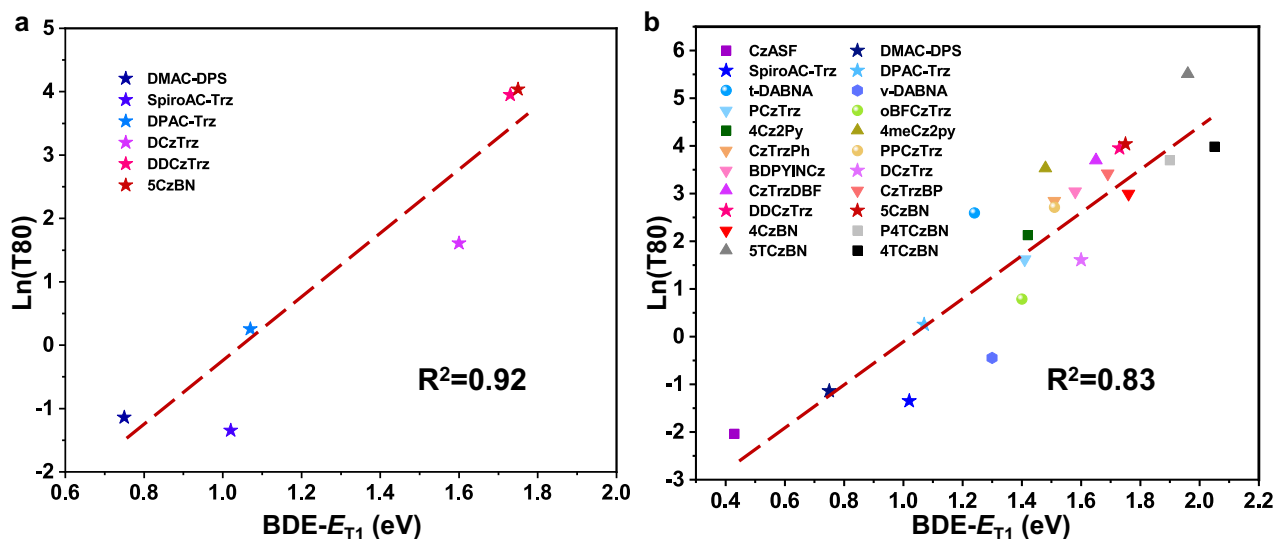 a
Ln(T80)
5
4
3
2
1
0
-1
-2
DMAC-DPS
SpiroAC-Trz
DPAC-Trz
DCzTrz
DDCzTrz
5CzBN
R²=0.92
0.6 0.8 1.0 1.2 1.4 1.6 1.8 2.0
BDE-E_T1 (eV)
b
Ln(T80)
6
5
4
3
2
1
0
-1
-2
-3
CzASF DMAC-DPS
SpiroAC-Trz DPAC-Trz
t-DABNA v-DABNA
PCzTrz oBFCzTrz
4Cz2Py 4meCz2py
CzTrzPh PPCzTrz
BDPYINCz DCzTrz
CzTrzDBF CzTrzBP
DDCzTrz 5CzBN
4CzBN P4TCzBN
5TCzBN 4TCzBN
R²=0.83
0.4 0.6 0.8 1.0 1.2 1.4 1.6 1.8 2.0 2.2
BDE-E_T1 (eV)